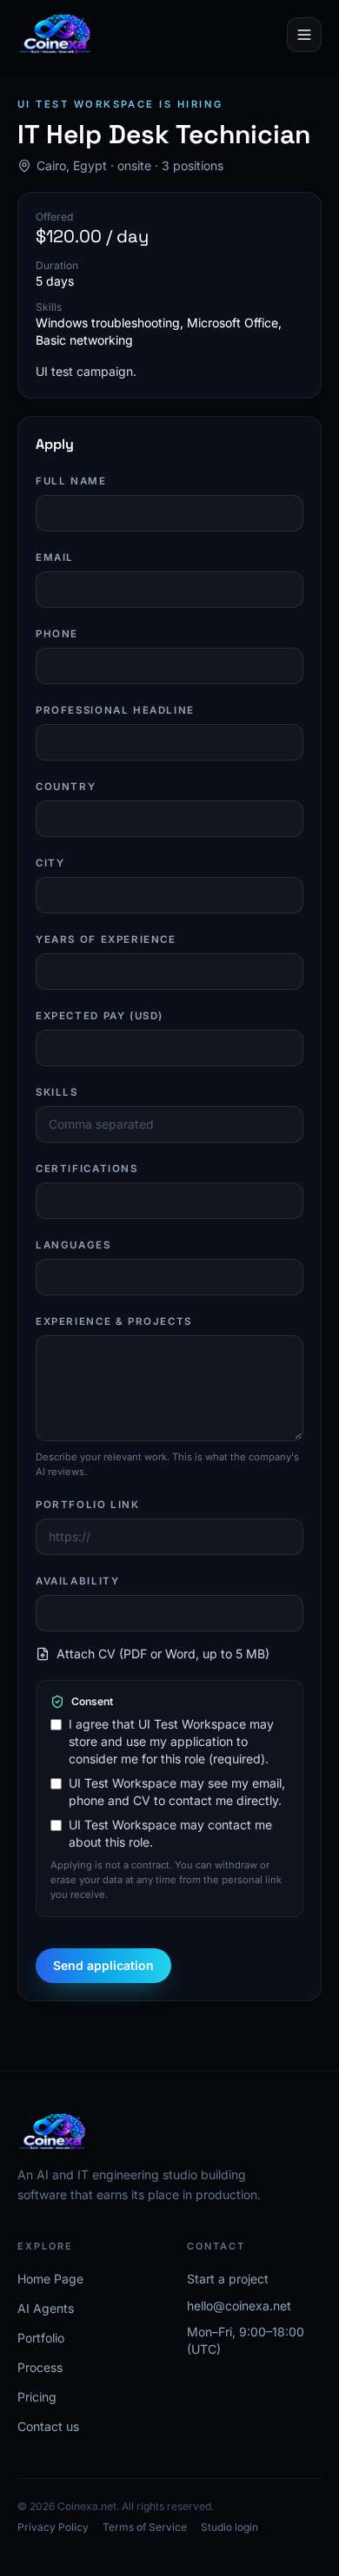 Coinexa
UI TEST WORKSPACE IS HIRING
IT Help Desk Technician
Cairo, Egypt · onsite · 3 positions
Offered
$120.00 / day
Duration
5 days
Skills
Windows troubleshooting, Microsoft Office,
Basic networking
UI test campaign.
Apply
FULL NAME
EMAIL
PHONE
PROFESSIONAL HEADLINE
COUNTRY
CITY
YEARS OF EXPERIENCE
EXPECTED PAY (USD)
SKILLS
Comma separated
CERTIFICATIONS
LANGUAGES
EXPERIENCE & PROJECTS
Describe your relevant work. This is what the company's
AI reviews.
PORTFOLIO LINK
https://
AVAILABILITY
Attach CV (PDF or Word, up to 5 MB)
Consent
I agree that UI Test Workspace may
store and use my application to
consider me for this role (required).
UI Test Workspace may see my email,
phone and CV to contact me directly.
UI Test Workspace may contact me
about this role.
Applying is not a contract. You can withdraw or
erase your data at any time from the personal link
you receive.
Send application
Coinexa
An AI and IT engineering studio building
software that earns its place in production.
EXPLORE
Home Page
AI Agents
Portfolio
Process
Pricing
Contact us
CONTACT
Start a project
hello@coinexa.net
Mon–Fri, 9:00–18:00
(UTC)
© 2026 Coinexa.net. All rights reserved.
Privacy Policy Terms of Service Studio login